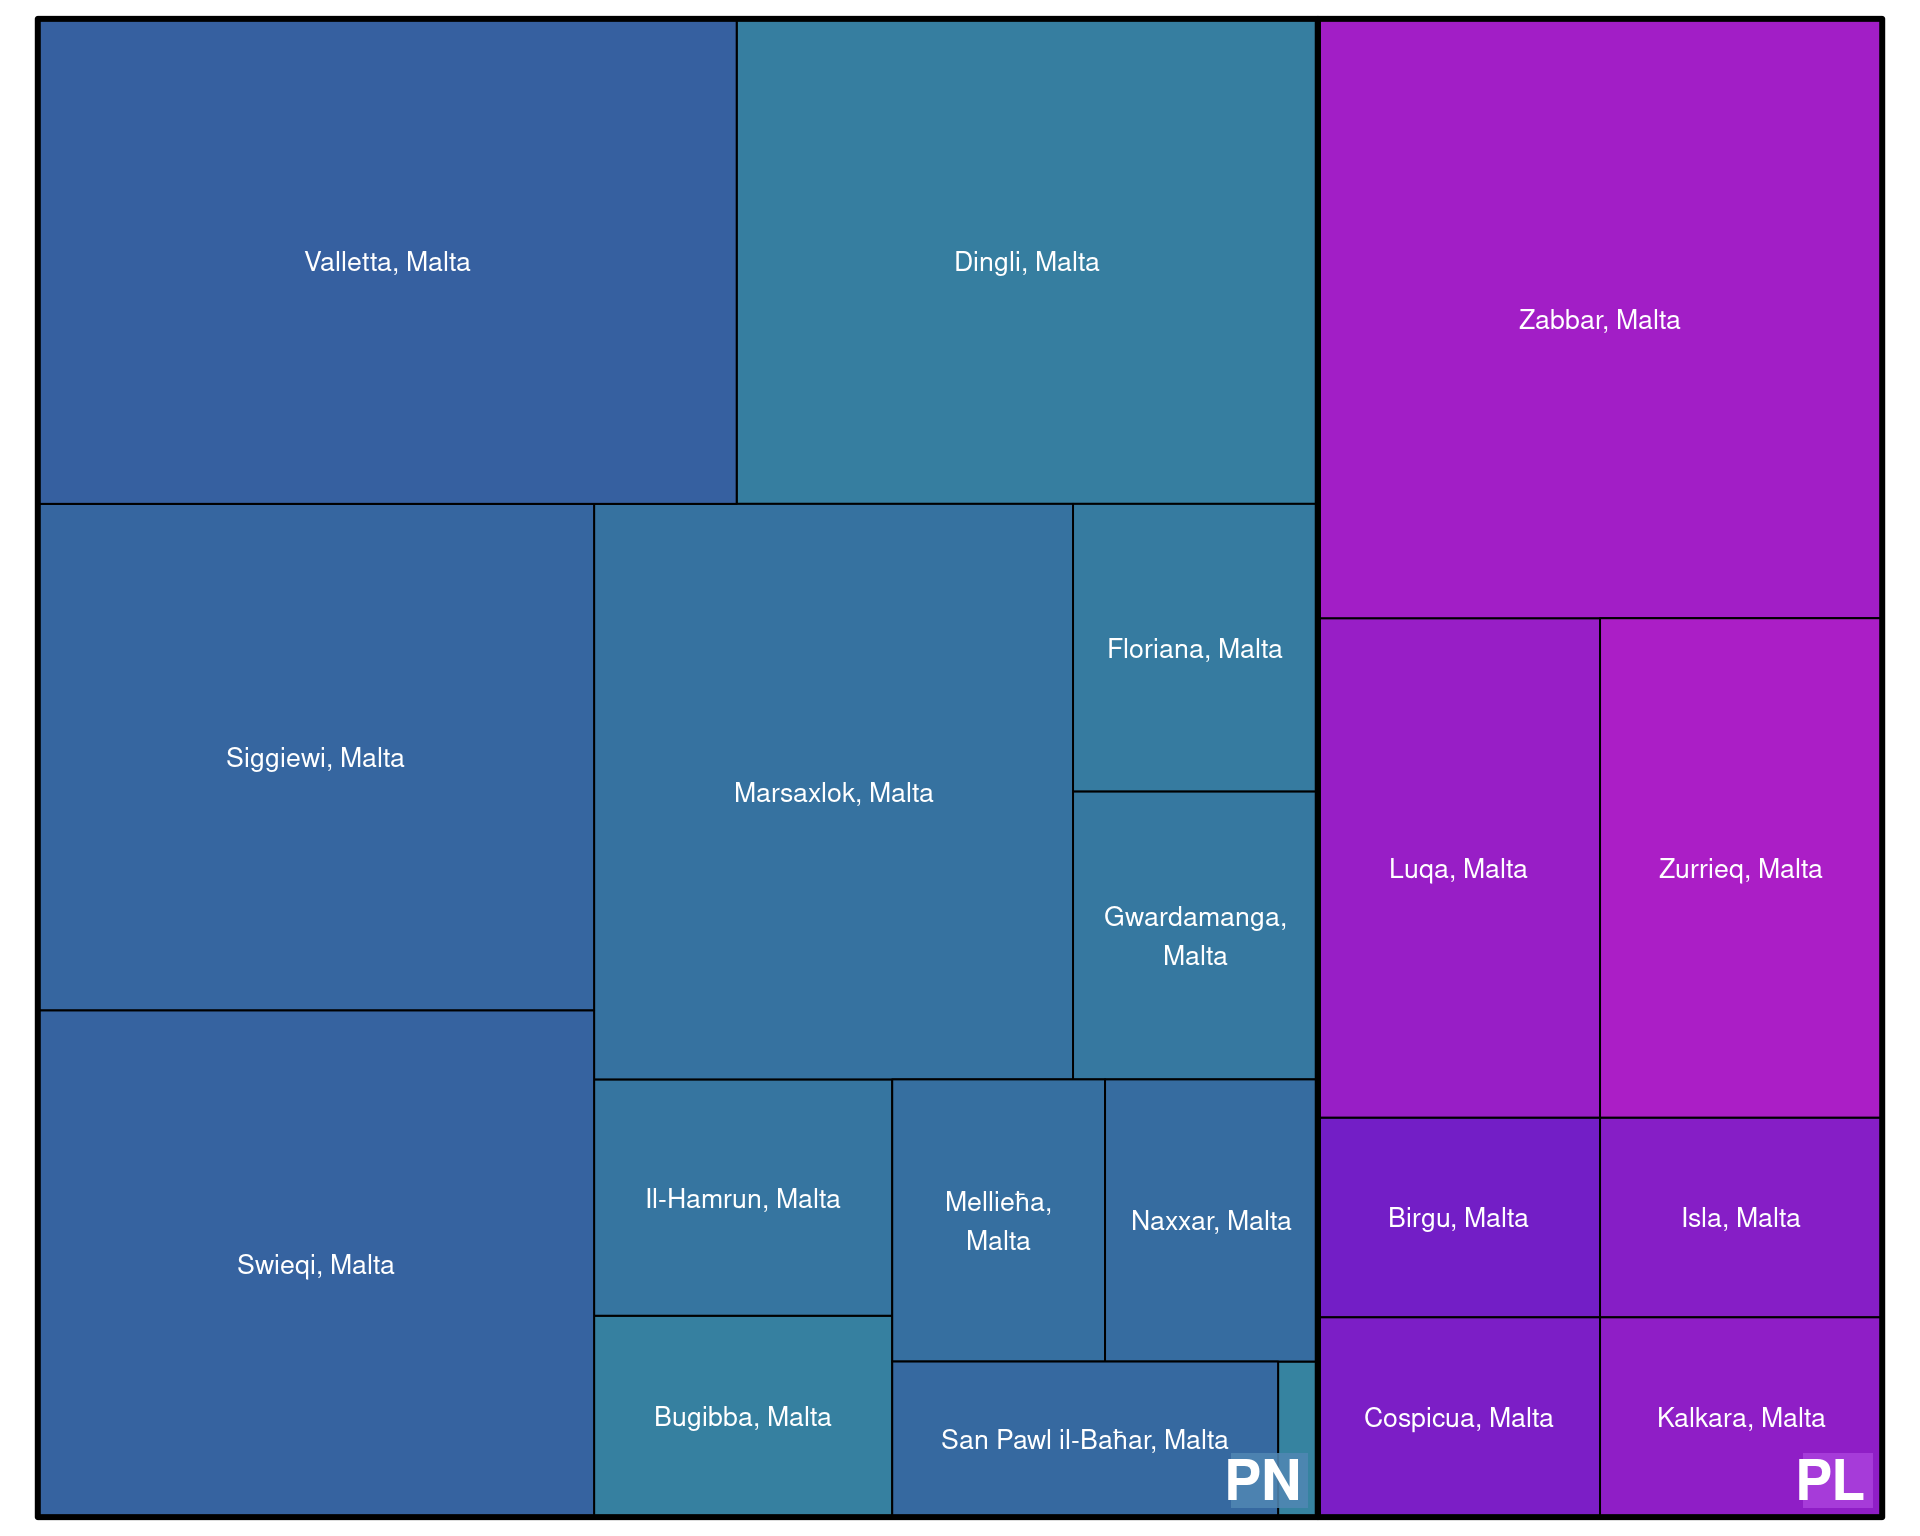 Valletta, Malta
Dingli, Malta
Zabbar, Malta
Siggiewi, Malta
Marsaxlok, Malta
Floriana, Malta
Gwardamanga,
Malta
Luqa, Malta
Zurrieq, Malta
Swieqi, Malta
Il-Hamrun, Malta
Mellieħa,
Malta
Naxxar, Malta
Birgu, Malta
Isla, Malta
Bugibba, Malta
San Pawl il-Baħar, Malta
Cospicua, Malta
Kalkara, Malta
PN
PL